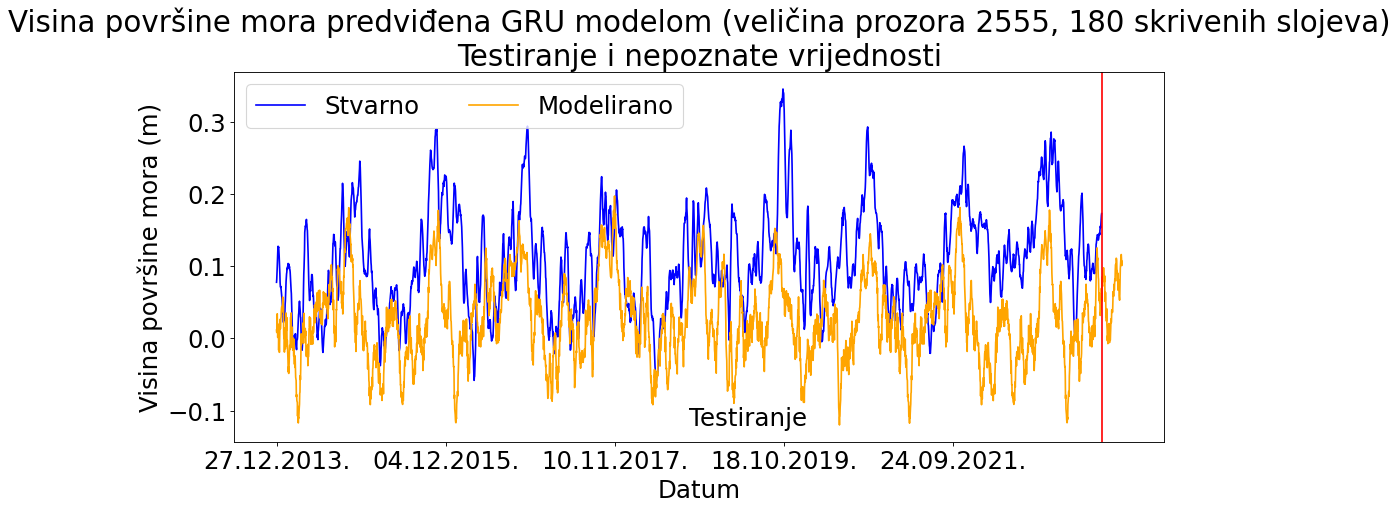 Visina površine mora predviđena GRU modelom (veličina prozora 2555, 180 skrivenih slojeva)
Testiranje i nepoznate vrijednosti
Stvarno Modelirano
Visina površine mora (m)
0.3
0.2
0.1
0.0
−0.1
Testiranje
27.12.2013. 04.12.2015. 10.11.2017. 18.10.2019. 24.09.2021.
Datum